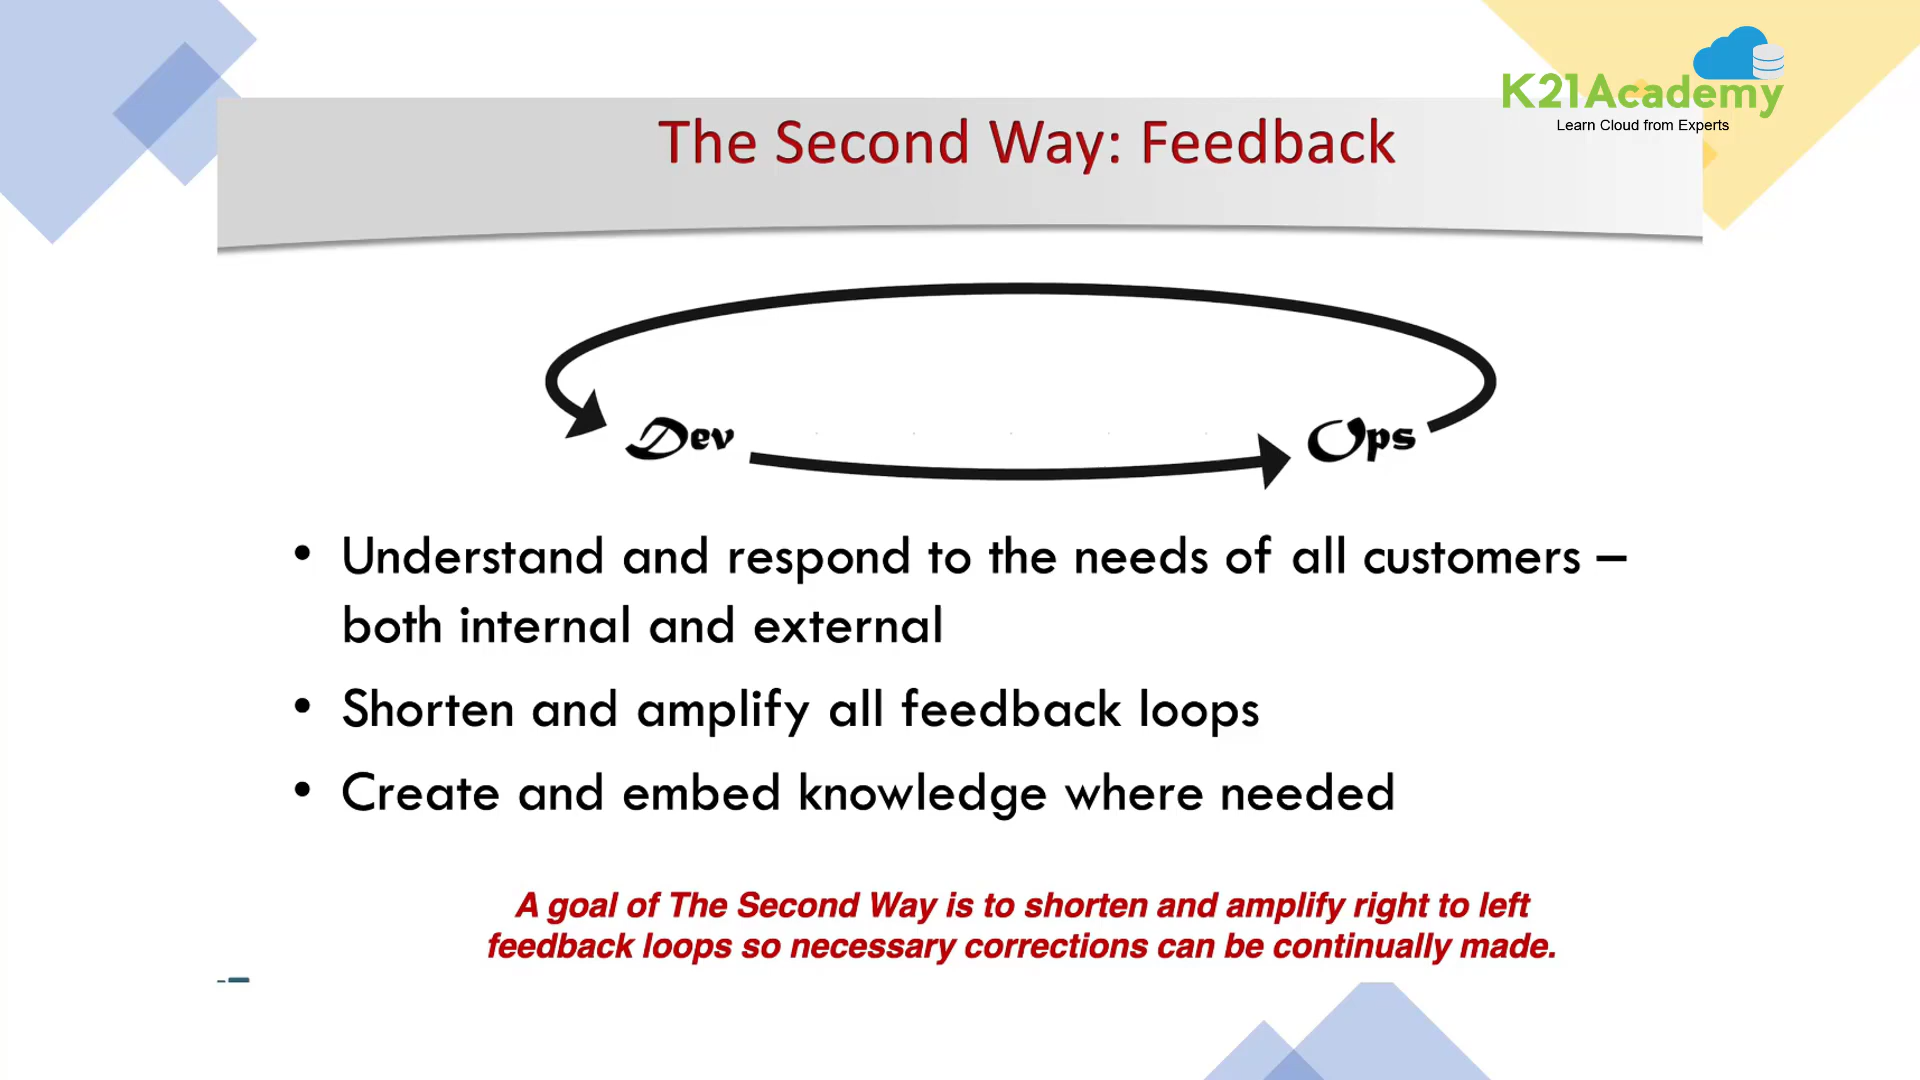 K21Academy
Learn Cloud from Experts
The Second Way: Feedback
Dev
Ops
• Understand and respond to the needs of all customers –
both internal and external
• Shorten and amplify all feedback loops
• Create and embed knowledge where needed
A goal of The Second Way is to shorten and amplify right to left
feedback loops so necessary corrections can be continually made.